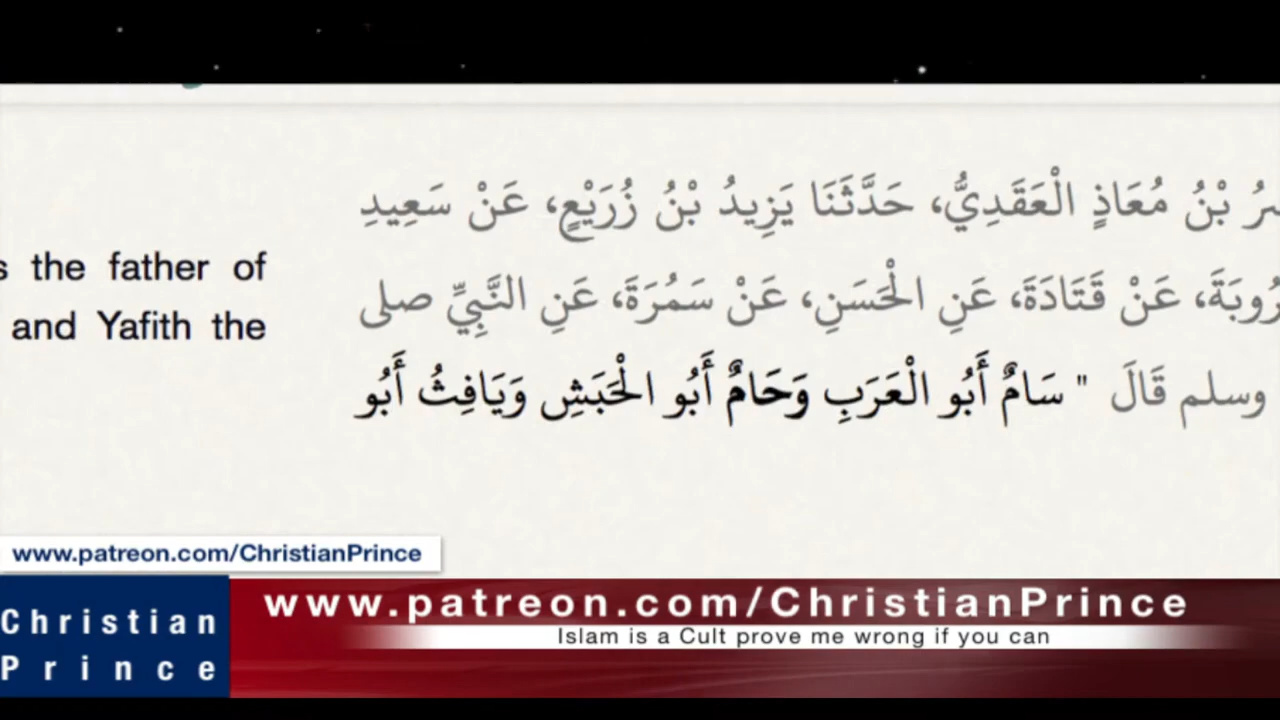 بْنُ مُعَاذٍ الْعَقَدِيُّ، حَدَّثَنَا يَزِيدُ بْنُ زُرَيْعٍ، عَنْ سَعِيدِ
عَنْ قَتَادَةَ، عَنِ الْحَسَنِ، عَنْ سَمُرَةَ، عَنِ النَّبِيِّ صلى
وسلم قَالَ " سَامٌ أَبُو الْعَرَبِ وَحَامٌ أَبُو الْحَبَشِ وَيَافِثُ أَبُو
the father of
and Yafith the
www.patreon.com/ChristianPrince
Christian
Prince
www.patreon.com/ChristianPrince
Islam is a Cult prove me wrong if you can